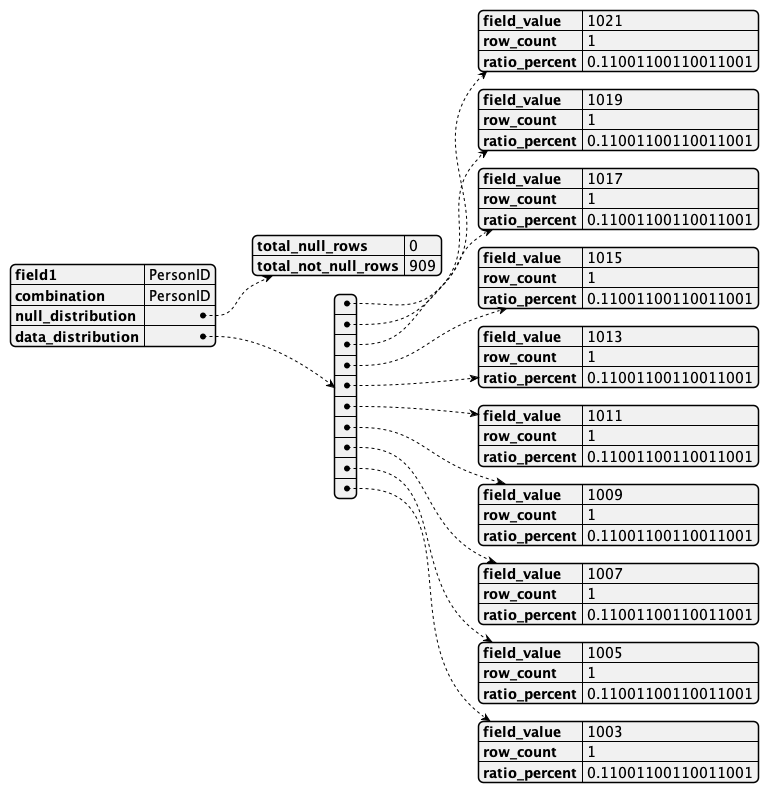 field_value 1021
row_count 1
ratio_percent 0.11001100110011001
field_value 1019
row_count 1
ratio_percent 0.11001100110011001
field_value 1017
row_count 1
ratio_percent 0.11001100110011001
total_null_rows 0
total_not_null_rows 909
field1 PersonID
combination PersonID
null_distribution
data_distribution
field_value 1015
row_count 1
ratio_percent 0.11001100110011001
field_value 1013
row_count 1
ratio_percent 0.11001100110011001
field_value 1011
row_count 1
ratio_percent 0.11001100110011001
field_value 1009
row_count 1
ratio_percent 0.11001100110011001
field_value 1007
row_count 1
ratio_percent 0.11001100110011001
field_value 1005
row_count 1
ratio_percent 0.11001100110011001
field_value 1003
row_count 1
ratio_percent 0.11001100110011001